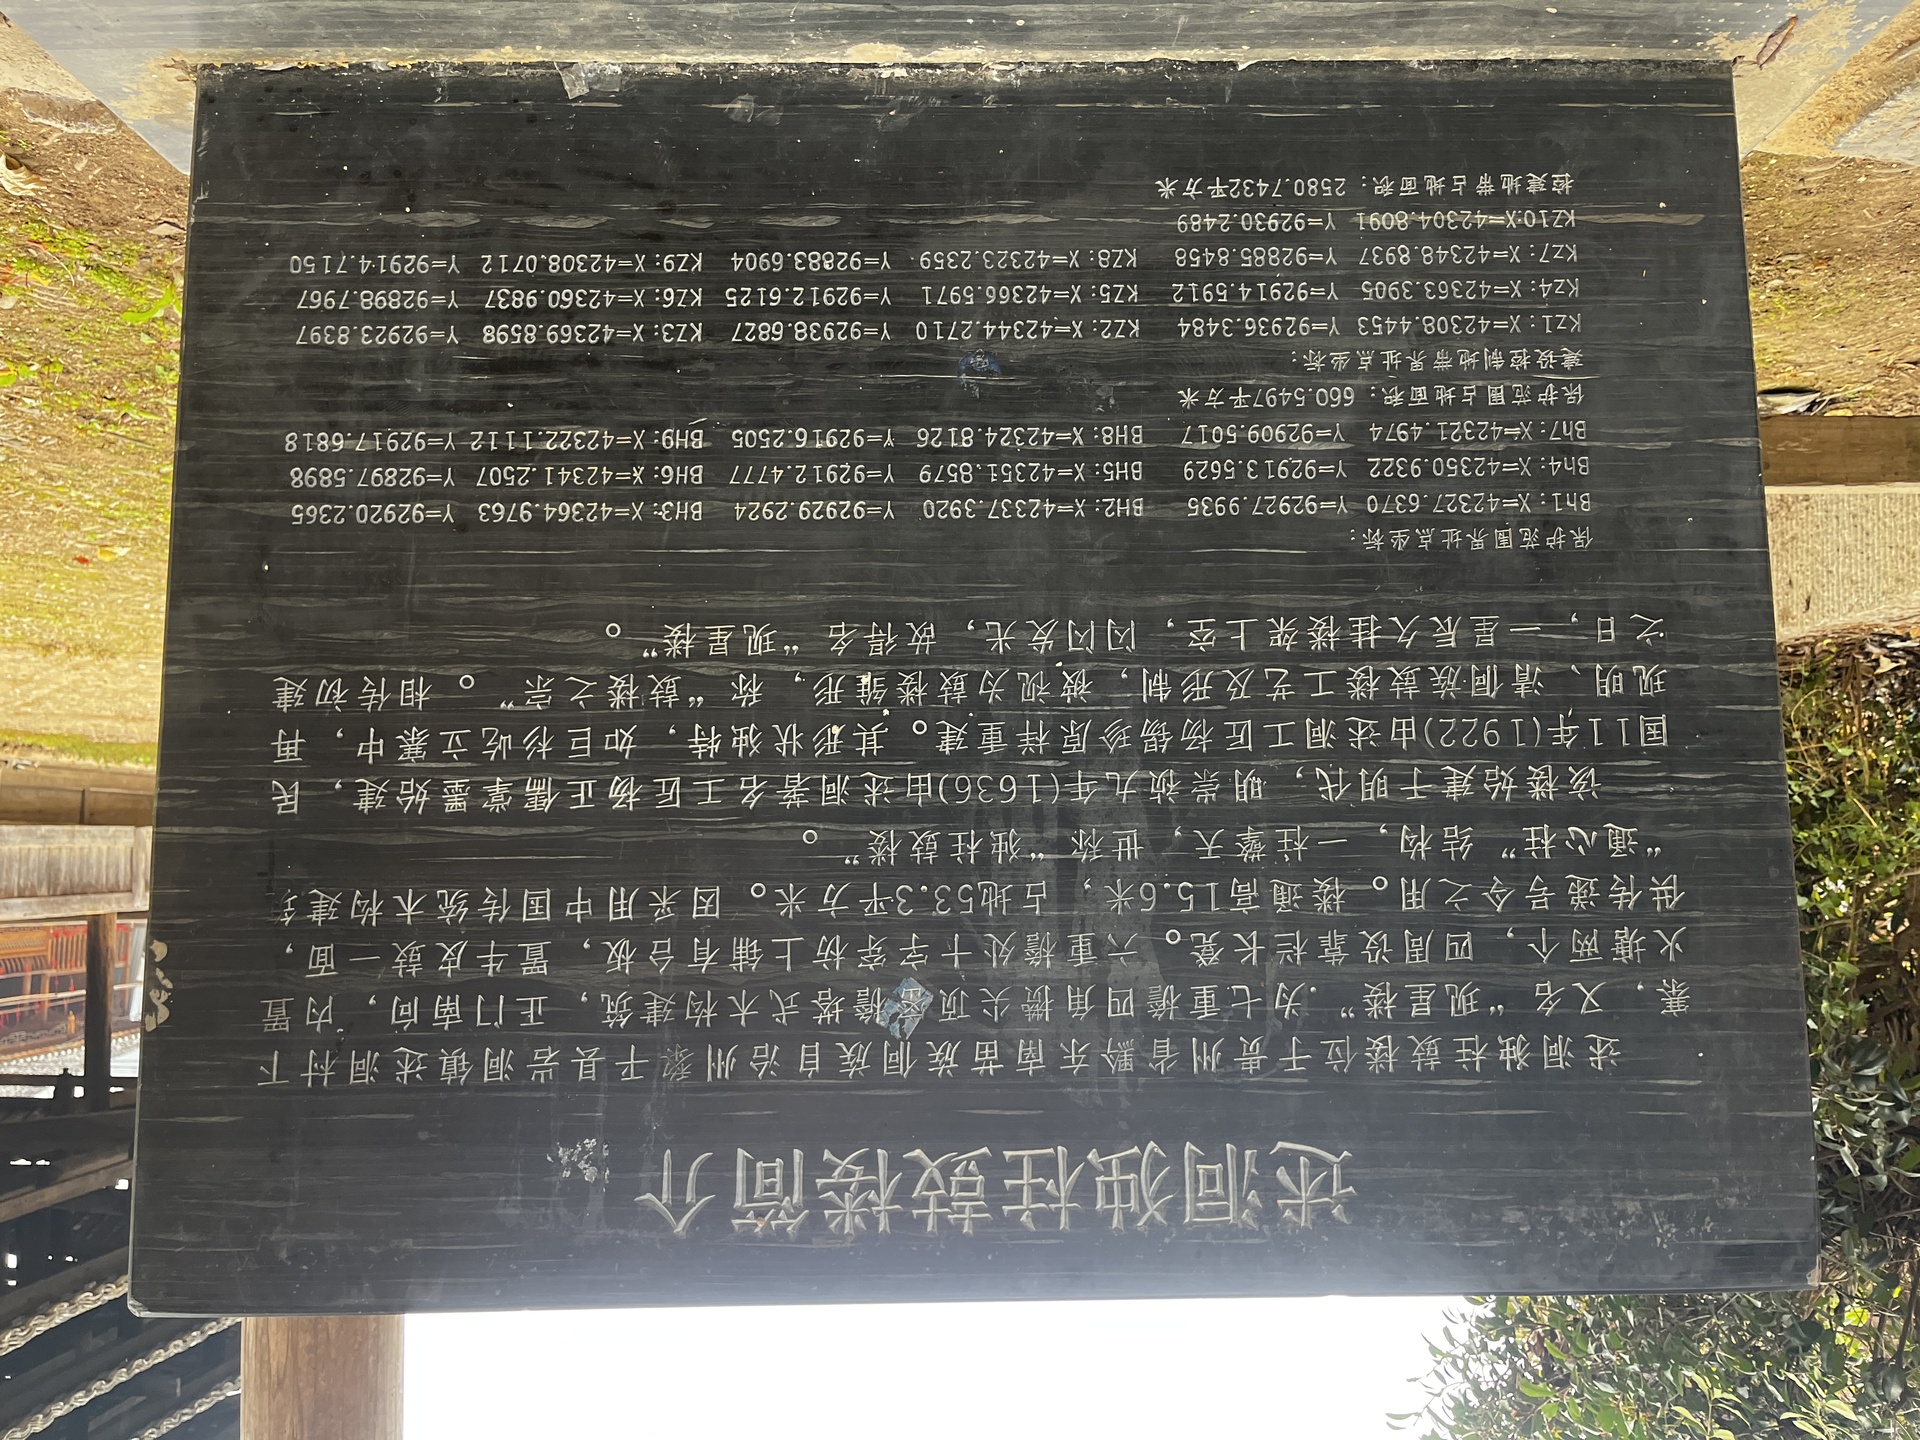 述洞独柱鼓楼简介
述洞独柱鼓楼位于贵州省黔东南苗族侗族自治州黎平县岩洞镇述洞村下
寨，又名“现星楼”.为七重檐四角攒尖顶密檐塔式木构建筑，正门南向，内置
火塘两个，四周设靠栏长凳。六重檐处十字穿枋上铺有台板，置牛皮鼓一面，
供传递号令之用。楼通高15.6米，占地53.3平方米。因采用中国传统木构建筑
“通心柱”结构，一柱擎天，世称“独柱鼓楼”。
该楼始建于明代，明崇祯九年(1636)由述洞著名工匠杨正儒掌墨始建，民
国11年(1922)由述洞工匠杨锡珍原样重建。其形状独特，如巨杉屹立寨中，再
现明、清侗族鼓楼工艺及形制，被视为鼓楼雏形，称“鼓楼之宗”。相传初建
之日，一星辰久挂楼架上空，闪闪发光，故得名“现星楼”。
保护范围界址点坐标：
Bh1: X=42327.6370 Y=92927.9935 BH2: X=42337.3920 Y=92929.2924 BH3: X=42364.9763 Y=92920.2365
Bh4: X=42350.9322 Y=92913.5629 BH5: X=42351.8579 Y=92912.4777 BH6: X=42341.2507 Y=92897.5898
Bh7: X=42321.4974 Y=92909.5017 BH8: X=42324.8126 Y=92916.2505 BH9: X=42322.1112 Y=92917.6818
保护范围占地面积：660.5497平方米
建设控制地带界址点坐标：
Kz1: X=42308.4453 Y=92936.3484 KZ2: X=42344.2710 Y=92938.6827 KZ3: X=42369.8598 Y=92923.8397
KZ4: X=42363.3905 Y=92914.5912 KZ5: X=42366.5971 Y=92912.6125 KZ6: X=42360.9837 Y=92898.7967
KZ7: X=42348.8937 Y=92885.8458 KZ8: X=42323.2359 Y=92883.6904 KZ9: X=42308.0712 Y=92914.7150
KZ10:X=42304.8091 Y=92930.2489
控建地带占地面积：2580.7432平方米